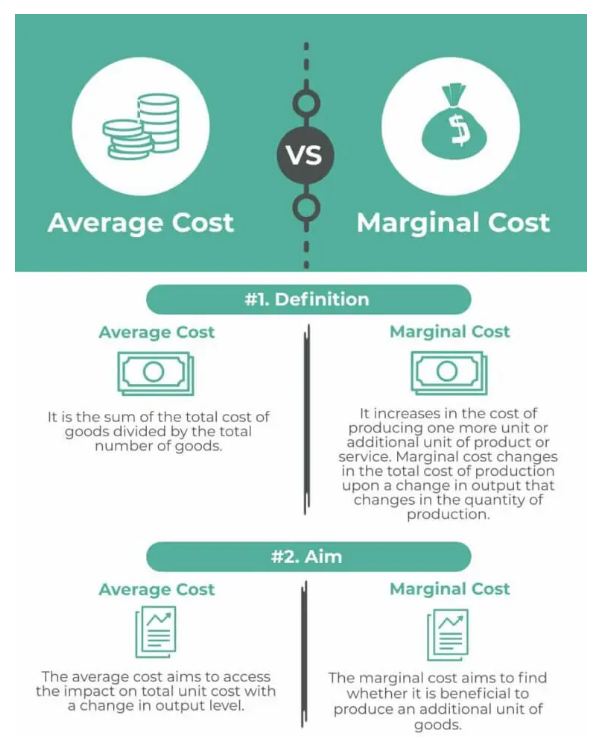 Average Cost
VS
Marginal Cost
#1. Definition
Average Cost
It is the sum of the total cost of
goods divided by the total
number of goods.
Marginal Cost
It increases in the cost of
producing one more unit or
additional unit of product or
service. Marginal cost changes
in the total cost of production
upon a change in output that
changes in the quantity of
production.
#2. Aim
Average Cost
The average cost aims to access
the impact on total unit cost with
a change in output level.
Marginal Cost
The marginal cost aims to find
whether it is beneficial to
produce an additional unit of
goods.